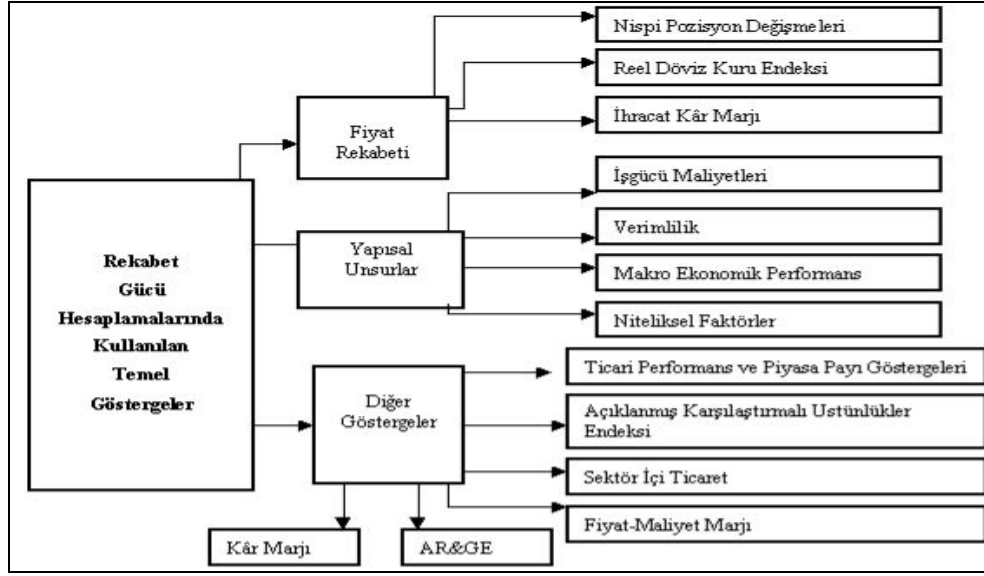 Nispi Pozisyon Değişmeleri
Reel Döviz Kuru Endeksi
İhracat Kâr Marjı
Fiyat
Rekabeti
İşgücü Maliyetleri
Verimlilik
Makro Ekonomik Performans
Niteliksel Faktörler
Yapısal
Unsurlar
Rekabet
Gücü
Hesaplamalarında
Kullanılan
Temel
Göstergeler
Ticari Performans ve Piyasa Payı Göstergeleri
Açıklanmış Karşılaştırmalı Ustünlükler
Endeksi
Sektör İçi Ticaret
Fiyat-Maliyet Marjı
Diğer
Göstergeler
Kâr Marjı
AR&GE